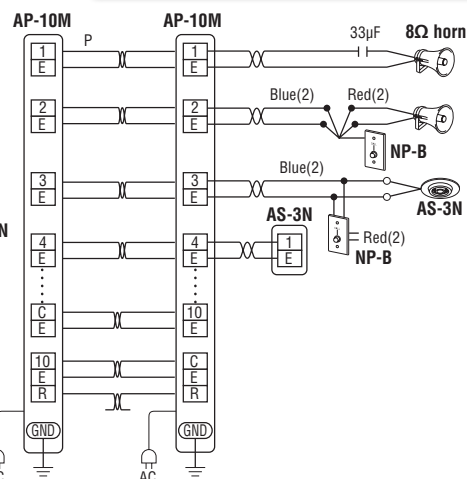 AP-10M AP-10M
P 33µF 8Ω horn
1 1
E E
Blue(2) Red(2)
2 2
E E
NP-B
Blue(2)
3 3
E E
AS-3N AS-3N
N Red(2)
4 4 1
E E E
NP-B
C 10
E E
10 C
E E
R R
GND GND
C AC